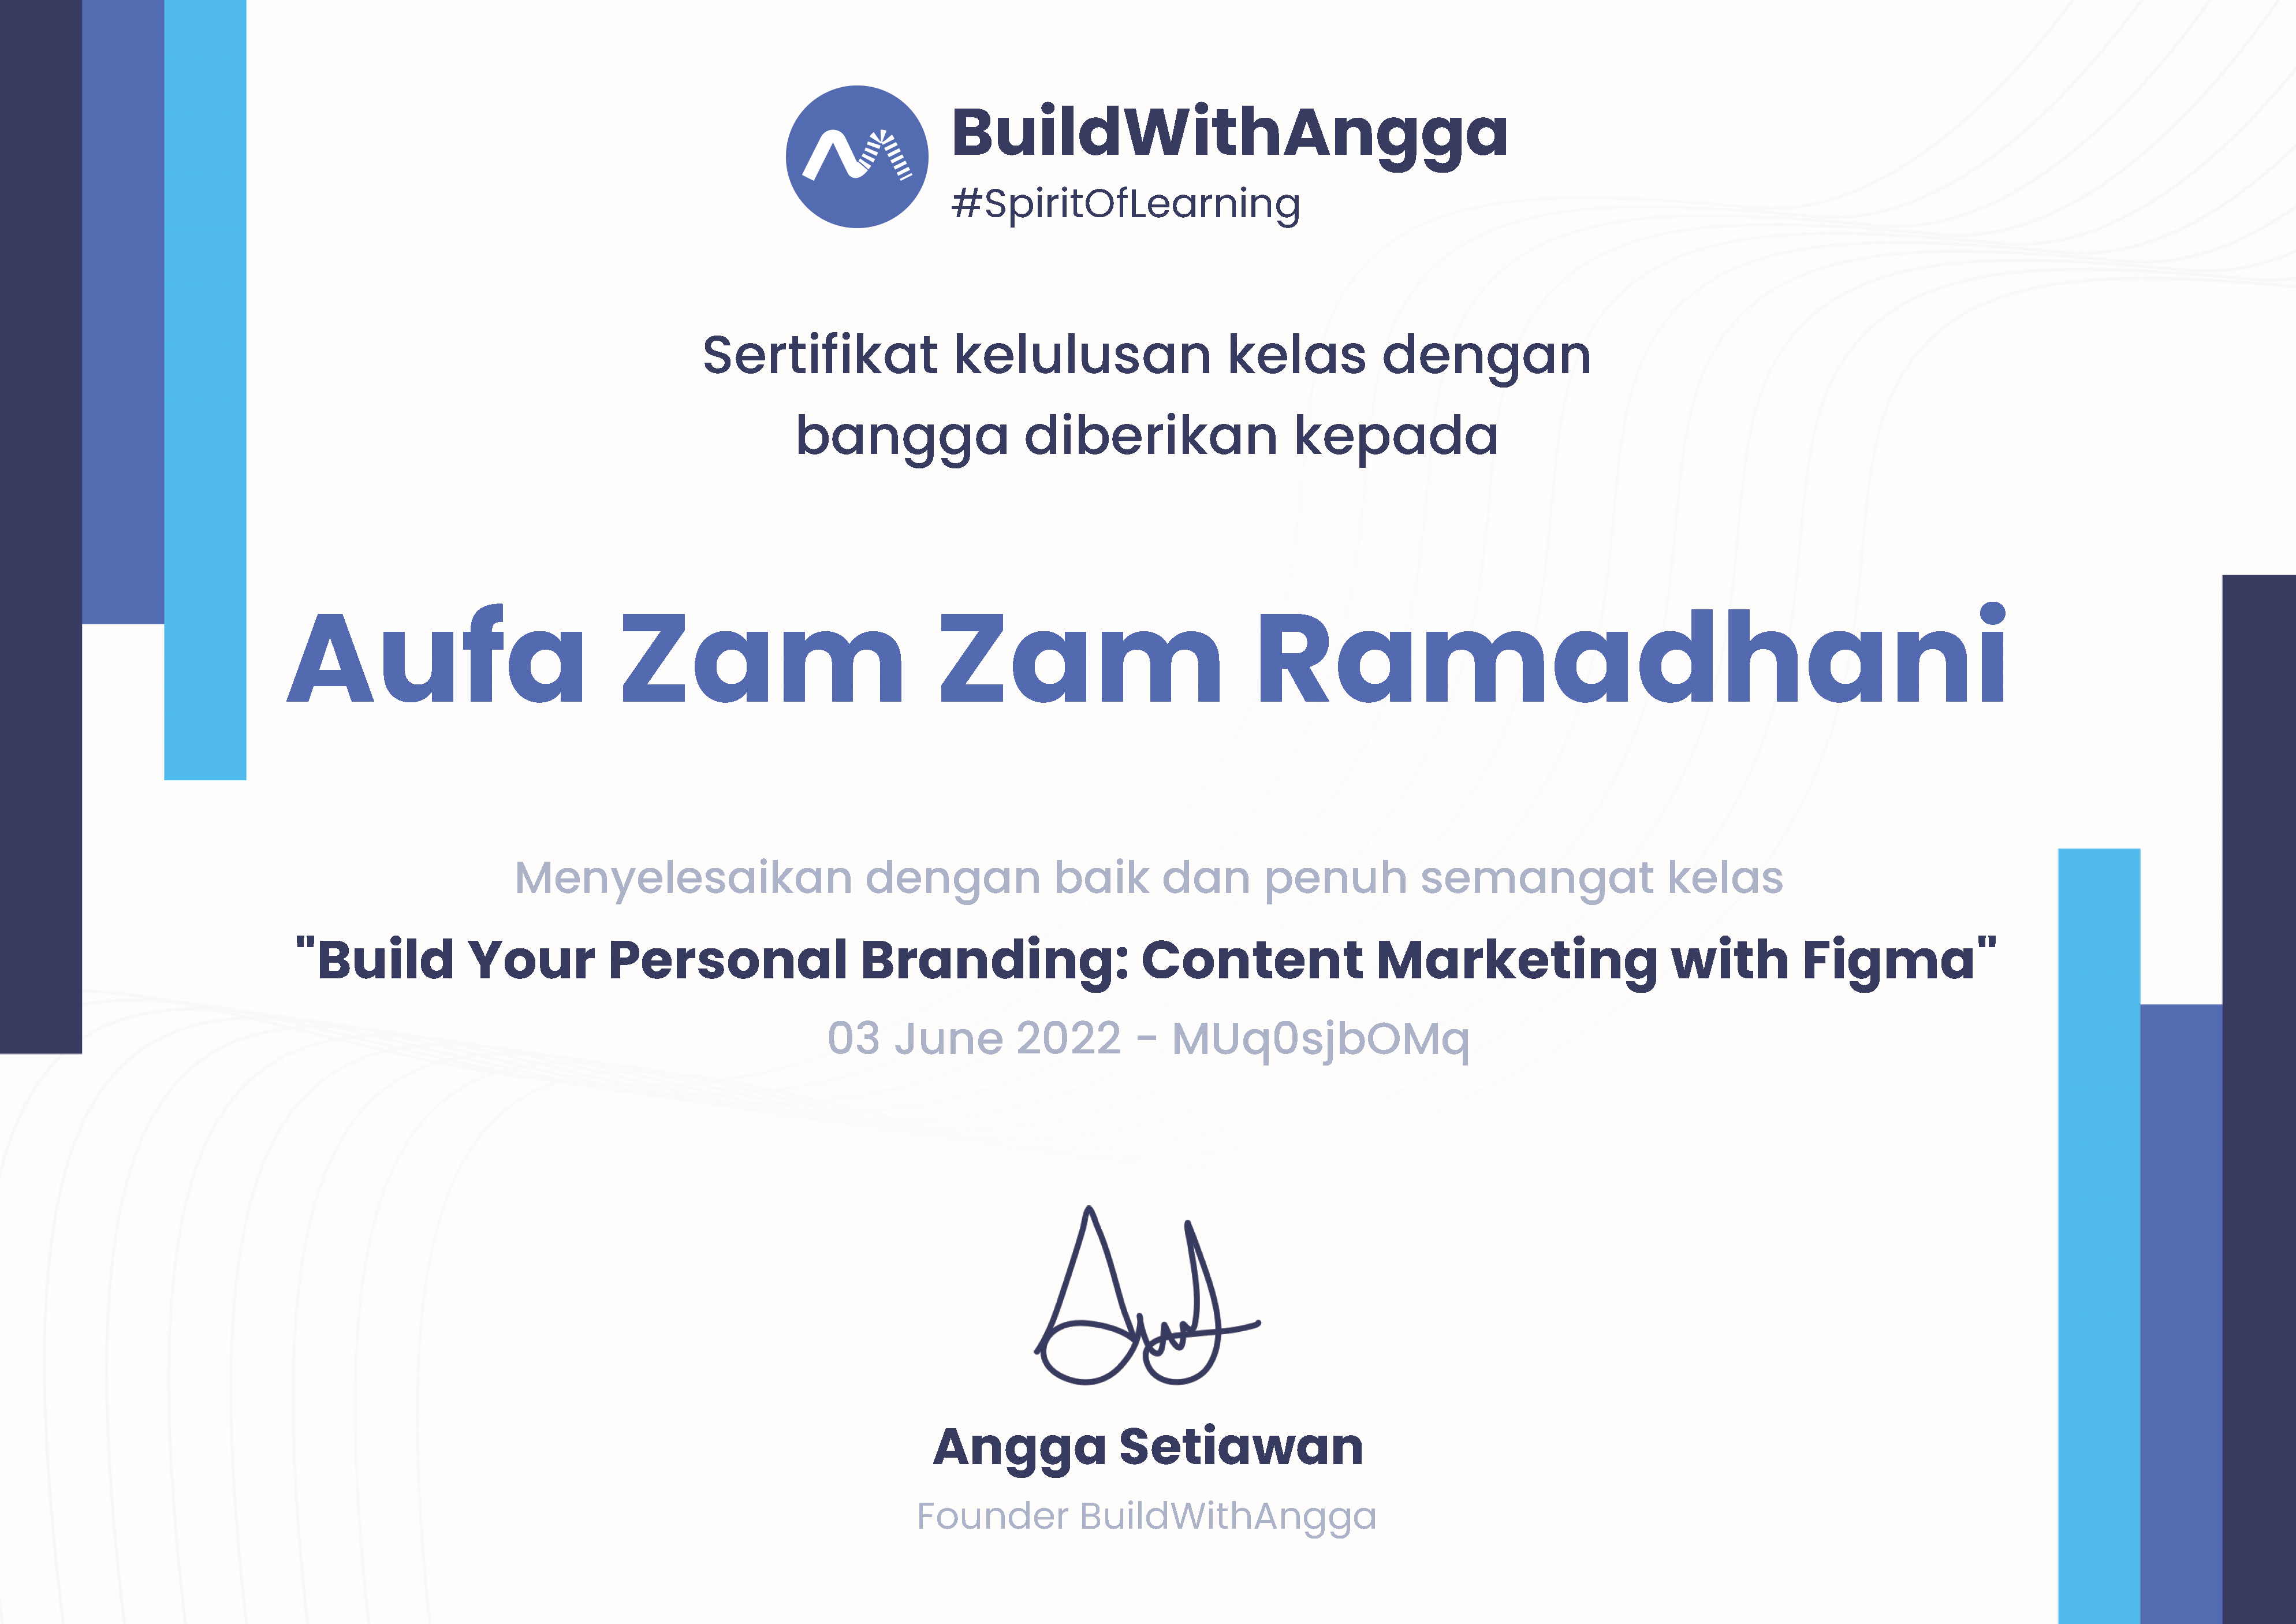 BuildWithAngga
#SpiritOfLearning
Sertifikat kelulusan kelas dengan
bangga diberikan kepada
Aufa Zam Zam Ramadhani
Menyelesaikan dengan baik dan penuh semangat kelas
"Build Your Personal Branding: Content Marketing with Figma"
03 June 2022 - MUq0sjbOMq
Angga Setiawan
Founder BuildWithAngga